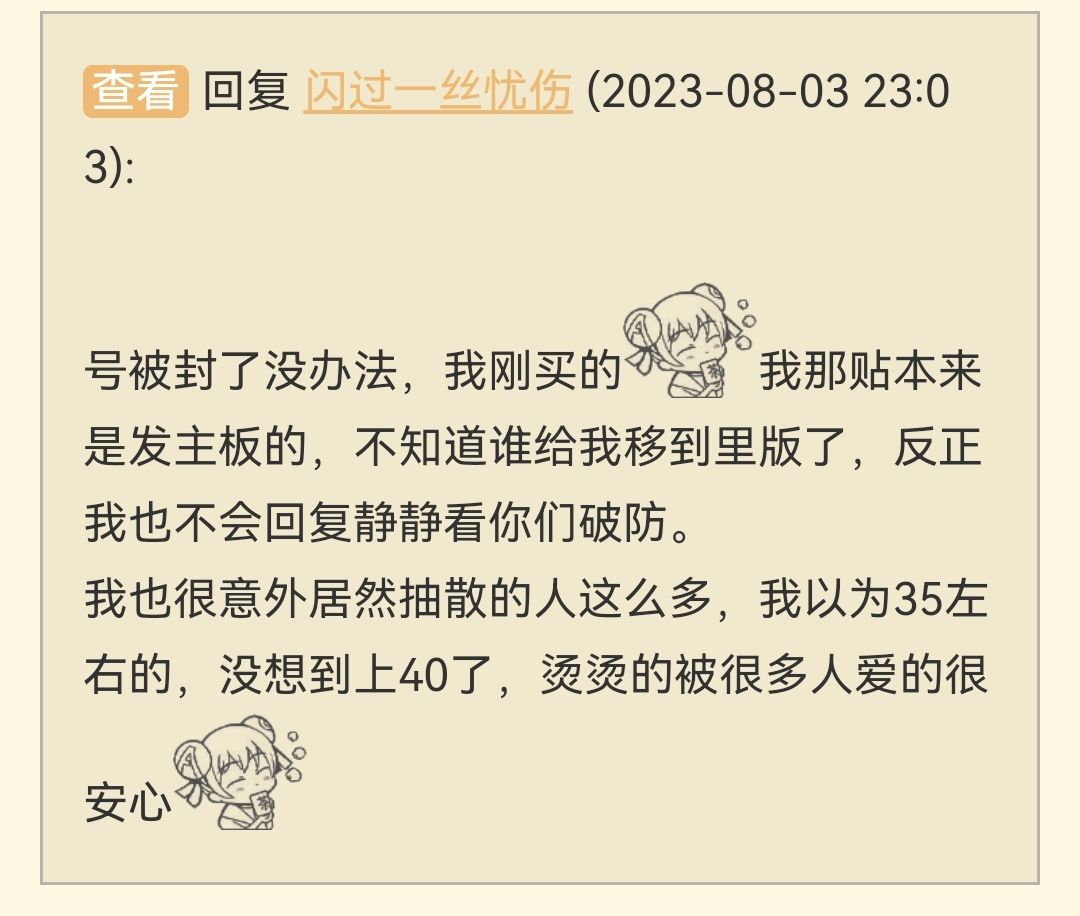 查看 回复 闪过一丝忧伤 (2023-08-03 23:0
3):
号被封了没办法，我刚买的 我那贴本来
是发主板的，不知道谁给我移到里版了，反正
我也不会回复静静看你们破防。
我也很意外居然抽散的人这么多，我以为35左
右的，没想到上40了，烫烫的被很多人爱的很
安心